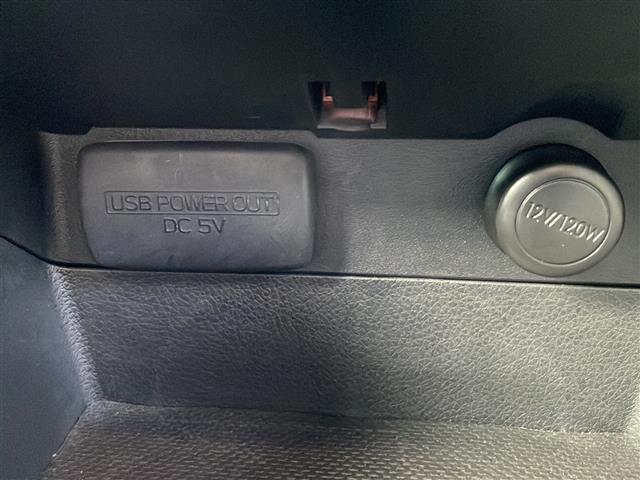 USB POWER OUT
DC 5V
12V/120W